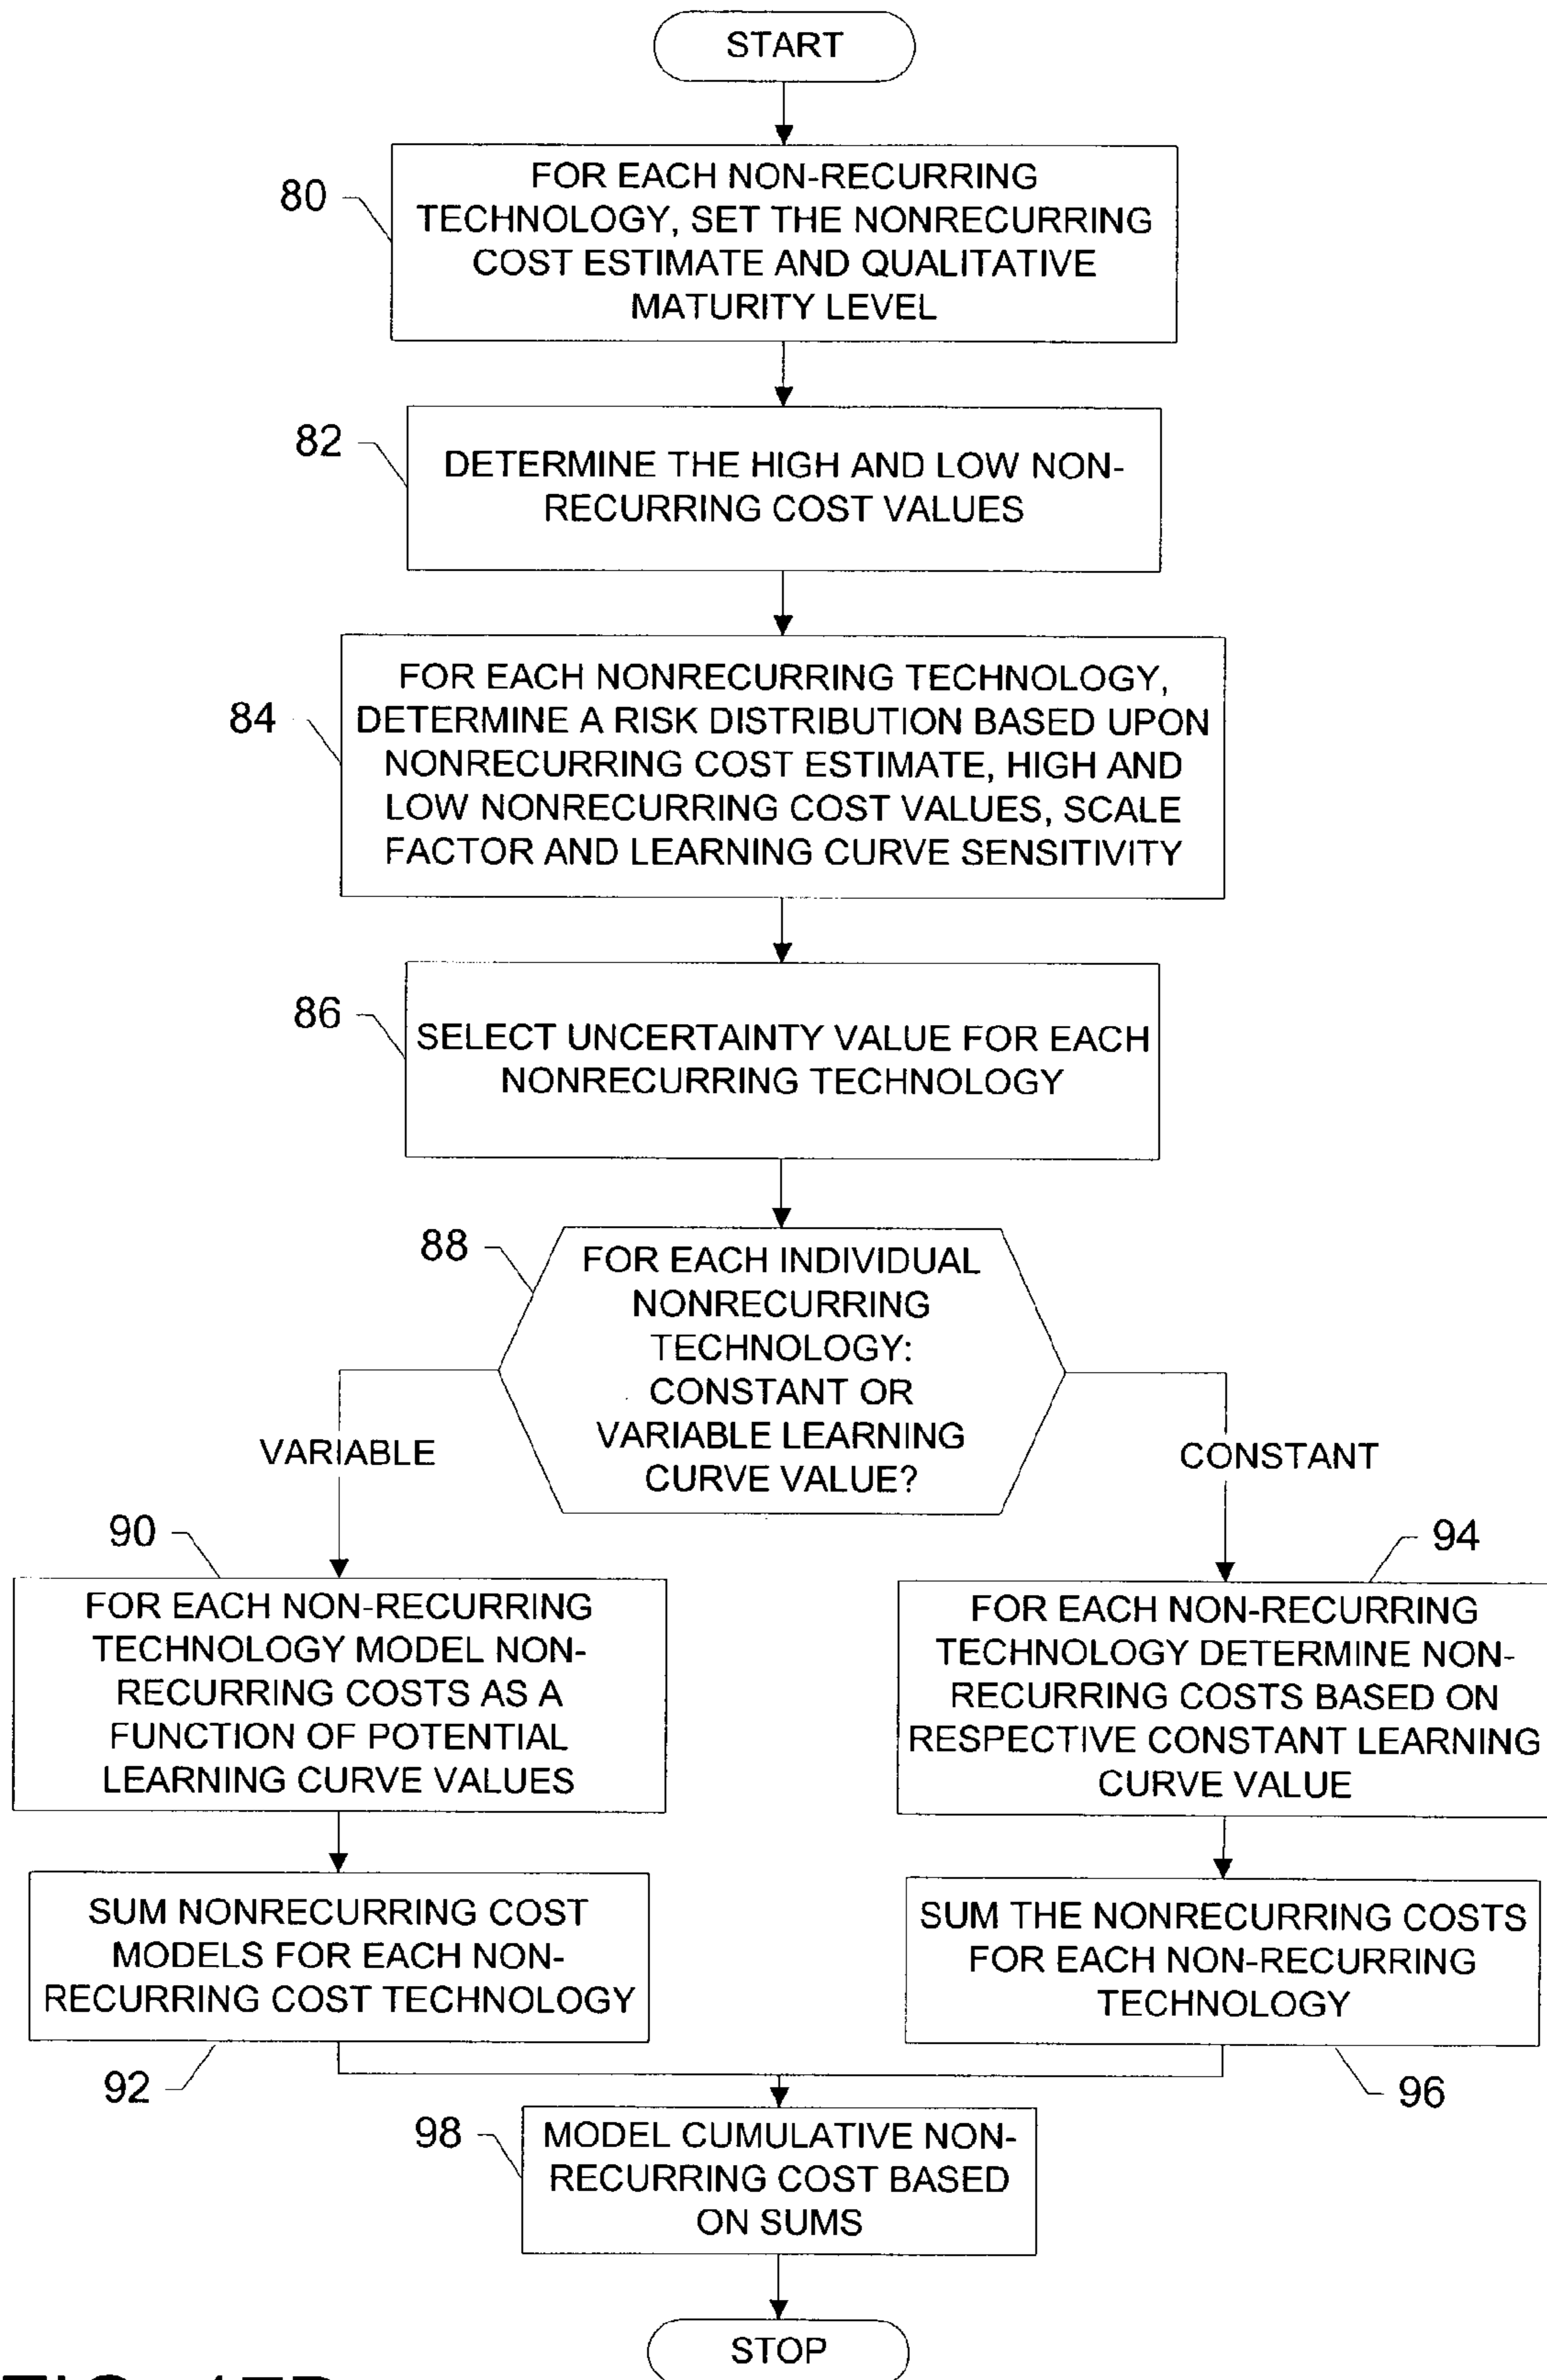 START
80
FOR EACH NON-RECURRING
TECHNOLOGY, SET THE NONRECURRING
COST ESTIMATE AND QUALITATIVE
MATURITY LEVEL
82
DETERMINE THE HIGH AND LOW NON-
RECURRING COST VALUES
84
FOR EACH NONRECURRING TECHNOLOGY,
DETERMINE A RISK DISTRIBUTION BASED UPON
NONRECURRING COST ESTIMATE, HIGH AND
LOW NONRECURRING COST VALUES, SCALE
FACTOR AND LEARNING CURVE SENSITIVITY
86
SELECT UNCERTAINTY VALUE FOR EACH
NONRECURRING TECHNOLOGY
88
FOR EACH INDIVIDUAL
NONRECURRING
TECHNOLOGY:
CONSTANT OR
VARIABLE LEARNING
CURVE VALUE?
VARIABLE
CONSTANT
90
FOR EACH NON-RECURRING
TECHNOLOGY MODEL NON-
RECURRING COSTS AS A
FUNCTION OF POTENTIAL
LEARNING CURVE VALUES
94
FOR EACH NON-RECURRING
TECHNOLOGY DETERMINE NON-
RECURRING COSTS BASED ON
RESPECTIVE CONSTANT LEARNING
CURVE VALUE
SUM NONRECURRING COST
MODELS FOR EACH NON-
RECURRING COST TECHNOLOGY
92
SUM THE NONRECURRING COSTS
FOR EACH NON-RECURRING
TECHNOLOGY
96
98
MODEL CUMULATIVE NON-
RECURRING COST BASED
ON SUMS
STOP